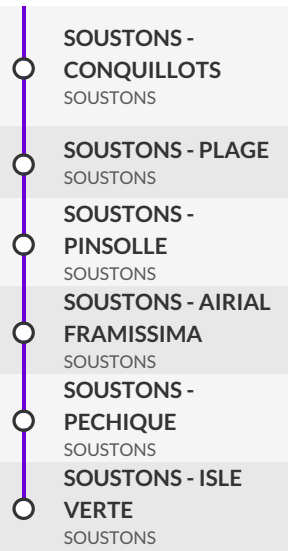 SOUSTONS -
CONQUILLOTS
SOUSTONS
SOUSTONS - PLAGE
SOUSTONS
SOUSTONS -
PINSOLLE
SOUSTONS
SOUSTONS - AIRIAL
FRAMISSIMA
SOUSTONS
SOUSTONS -
PECHIQUE
SOUSTONS
SOUSTONS - ISLE
VERTE
SOUSTONS